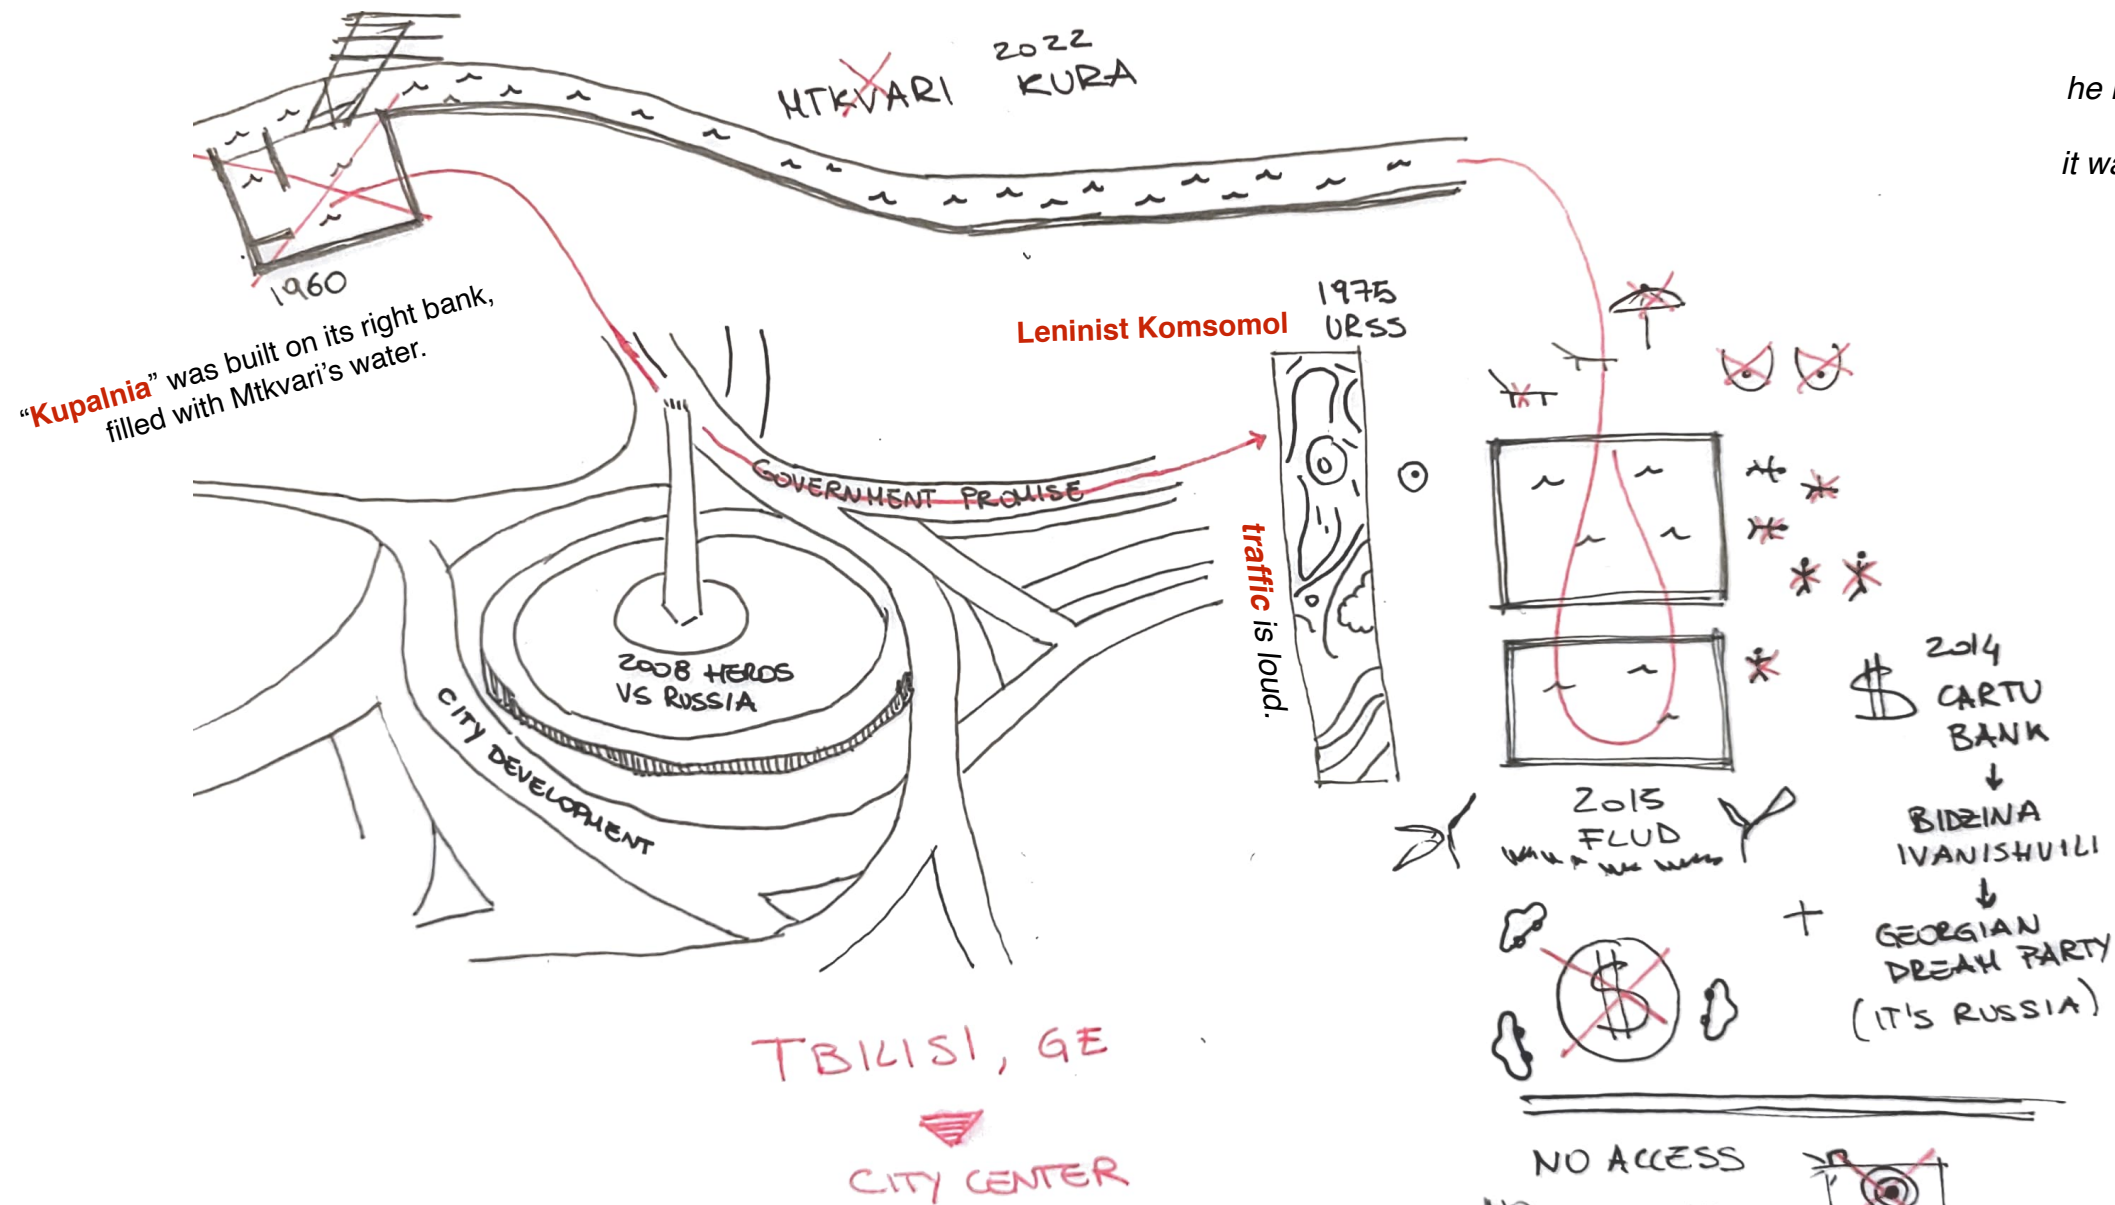 2022
MTKVARI KURA
he
it wa
1960
“Kupalnia” was built on its right bank,
filled with Mtkvari’s water.
Leninist Komsomol
1975
URSS
GOVERNMENT PROMISE
traffic is loud.
2008 HEROS
VS RUSSIA
CITY DEVELOPMENT
2014
$ CARTU
BANK
BIDZINA
IVANISHVILI
+
GEORGIAN
DREAM PARTY
(IT'S RUSSIA)
2015
FLUD
$
TBILISI, GE
CITY CENTER
NO ACCESS